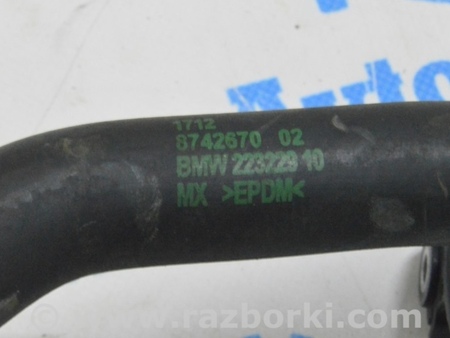 1712
8742670 02
BMW 223229 10
MX >EPDM<
© www.razborki.com/